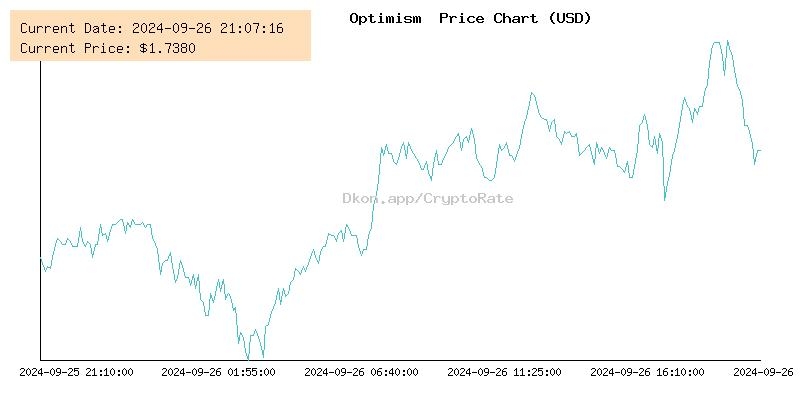 Optimism Price Chart (USD)
Current Date: 2024-09-26 21:07:16
Current Price: $1.7380
Dkon.app/CryptoRate
2024-09-25 21:10:00 2024-09-26 01:55:00 2024-09-26 06:40:00 2024-09-26 11:25:00 2024-09-26 16:10:00 2024-09-26